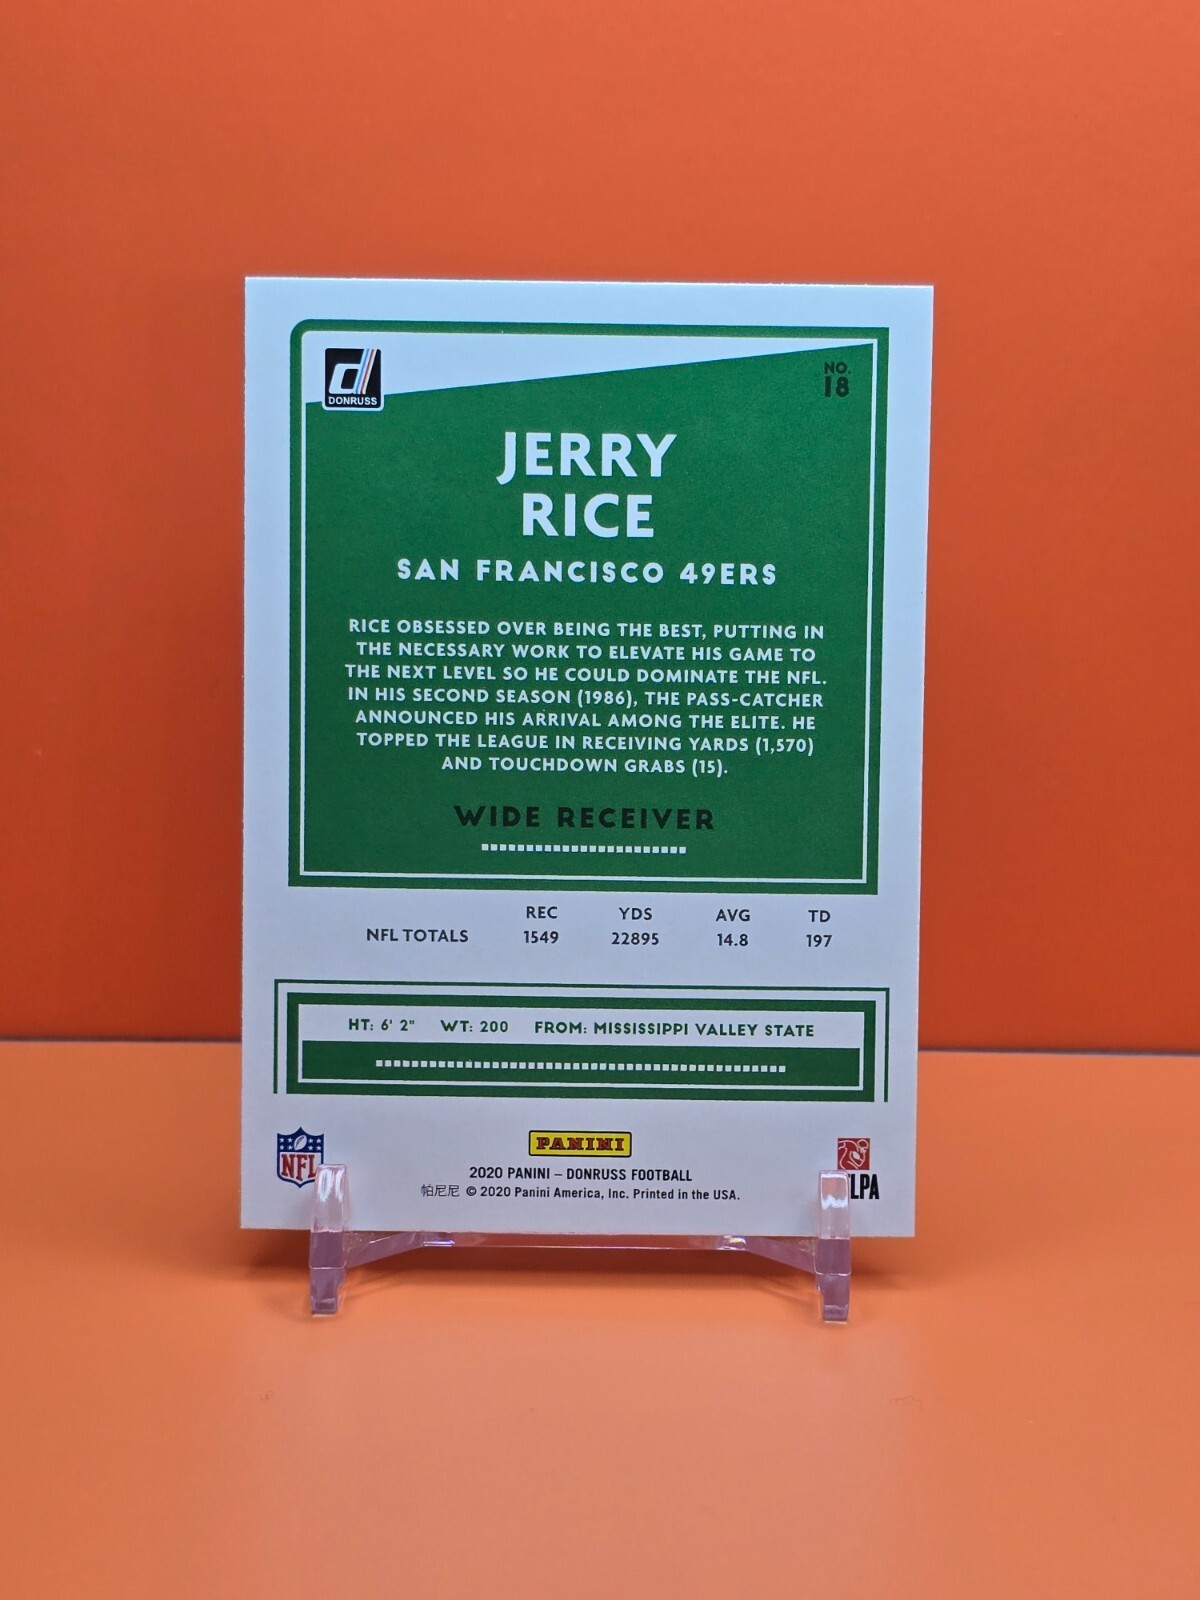 DONRUSS
NO.
18
JERRY
RICE
SAN FRANCISCO 49ERS
RICE OBSESSED OVER BEING THE BEST, PUTTING IN
THE NECESSARY WORK TO ELEVATE HIS GAME TO
THE NEXT LEVEL SO HE COULD DOMINATE THE NFL.
IN HIS SECOND SEASON (1986), THE PASS-CATCHER
ANNOUNCED HIS ARRIVAL AMONG THE ELITE. HE
TOPPED THE LEAGUE IN RECEIVING YARDS (1,570)
AND TOUCHDOWN GRABS (15).
WIDE RECEIVER
REC YDS AVG TD
NFL TOTALS 1549 22895 14.8 197
HT: 6' 2" WT: 200 FROM: MISSISSIPPI VALLEY STATE
NFL
PANINI
2020 PANINI – DONRUSS FOOTBALL
帕尼尼 © 2020 Panini America, Inc. Printed in the USA.